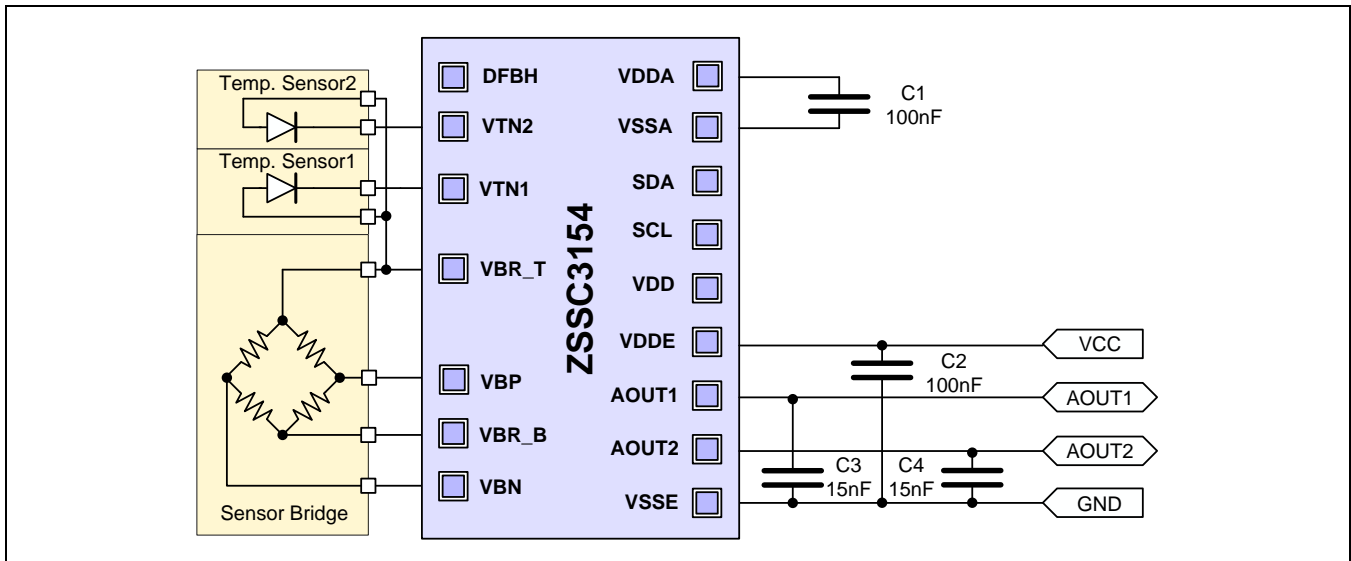 Temp. Sensor2
Temp. Sensor1
Sensor Bridge
DFBH
VTN2
VTN1
VBR_T
VBP
VBR_B
VBN
ZSSC3154
VDDA
VSSA
SDA
SCL
VDD
VDDE
AOUT1
AOUT2
VSSE
C1
100nF
C2
100nF
C3
15nF
C4
15nF
VCC
AOUT1
AOUT2
GND